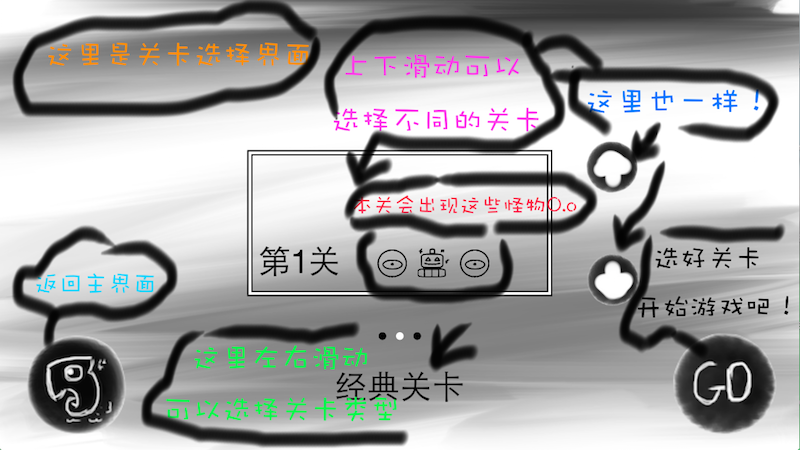 这里是关卡选择界面
上下滑动可以
选择不同的关卡
这里也一样！
本关会出现这些怪物O.o
第1关
返回主界面
选好关卡
开始游戏吧！
这里左右滑动
可以选择关卡类型
经典关卡
GO